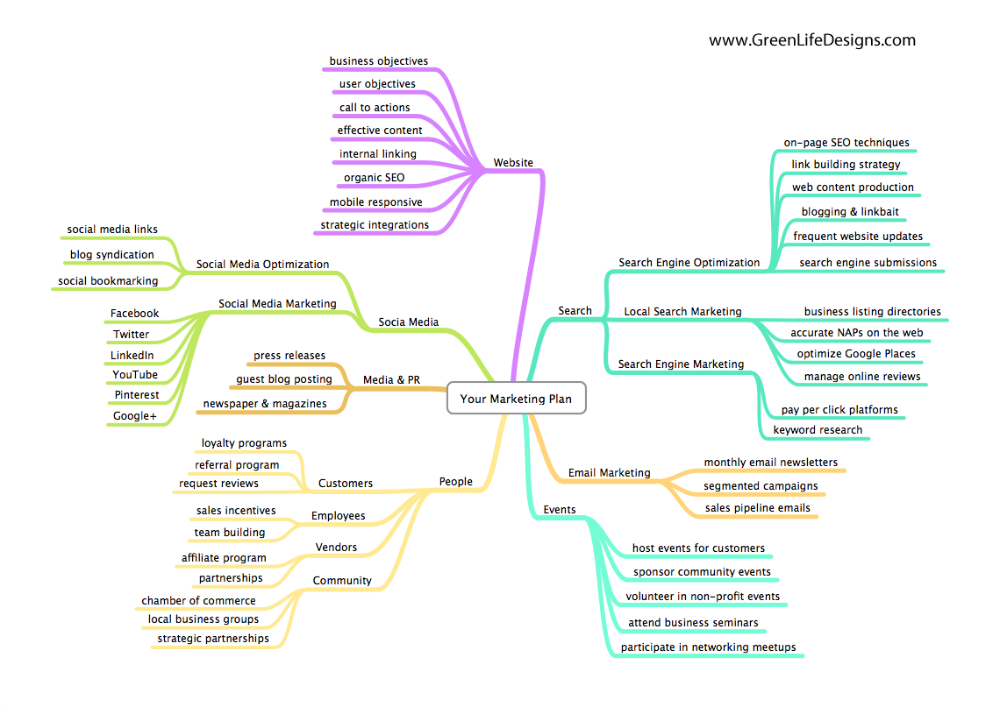 www.GreenLifeDesigns.com
Your Marketing Plan
Website
business objectives
user objectives
call to actions
effective content
internal linking
organic SEO
mobile responsive
strategic integrations
Search
Search Engine Optimization
on-page SEO techniques
link building strategy
web content production
blogging & linkbait
frequent website updates
search engine submissions
Local Search Marketing
business listing directories
accurate NAPs on the web
optimize Google Places
manage online reviews
Search Engine Marketing
pay per click platforms
keyword research
Email Marketing
monthly email newsletters
segmented campaigns
sales pipeline emails
Events
host events for customers
sponsor community events
volunteer in non-profit events
attend business seminars
participate in networking meetups
Socia Media
Social Media Optimization
social media links
blog syndication
social bookmarking
Social Media Marketing
Facebook
Twitter
LinkedIn
YouTube
Pinterest
Google+
Media & PR
press releases
guest blog posting
newspaper & magazines
People
Customers
loyalty programs
referral program
request reviews
Employees
sales incentives
team building
Vendors
affiliate program
partnerships
Community
chamber of commerce
local business groups
strategic partnerships